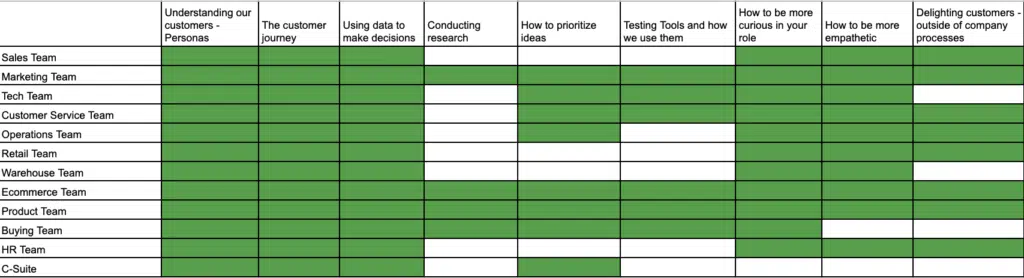 Understanding our
customers -
Personas
The customer
journey
Using data to
make decisions
Conducting
research
How to prioritize
ideas
Testing Tools and how
we use them
How to be more
curious in your
role
How to be more
empathetic
Delighting customers -
outside of company
processes
Sales Team
Marketing Team
Tech Team
Customer Service Team
Operations Team
Retail Team
Warehouse Team
Ecommerce Team
Product Team
Buying Team
HR Team
C-Suite